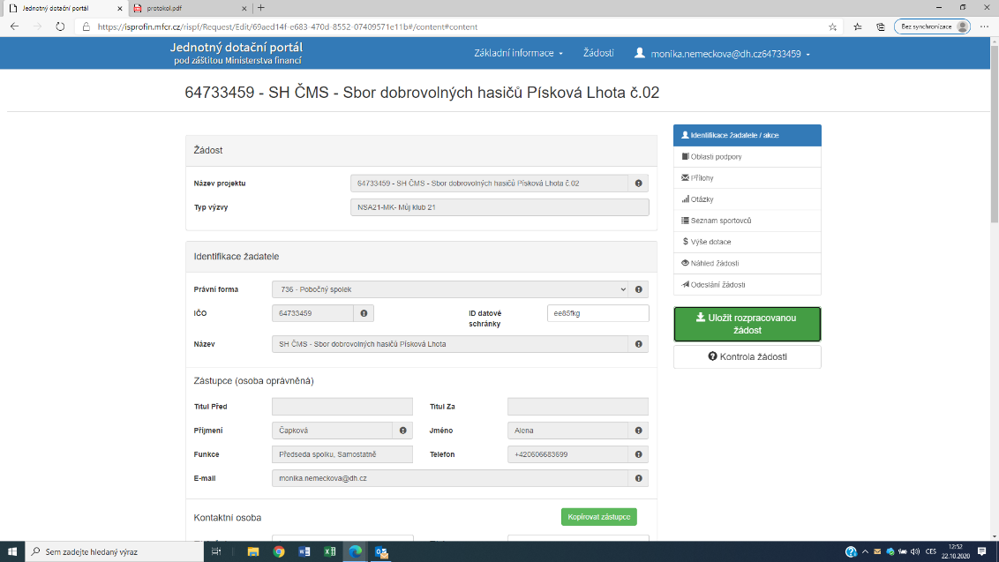 Jednotný dotační portál
protokol.pdf
https://isprofin.mfcr.cz/rispf/Request/Edit/69aed14f-e683-470d-8552-07409571e11b#/content#content
Bez synchronizace
Jednotný dotační portál
pod záštitou Ministerstva financí
Základní informace
Žádosti
monika.nemeckova@dh.cz64733459
64733459 - SH ČMS - Sbor dobrovolných hasičů Písková Lhota č.02
Žádost
Název projektu
64733459 - SH ČMS - Sbor dobrovolných hasičů Písková Lhota č.02
Typ výzvy
NSA21-MK- Můj klub 21
Identifikace žadatele
Právní forma
736 - Pobočný spolek
IČO
64733459
ID datové
schránky
ee85fkg
Název
SH ČMS - Sbor dobrovolných hasičů Písková Lhota
Zástupce (osoba oprávněná)
Titul Před
Titul Za
Příjmení
Čapková
Jméno
Alena
Funkce
Předseda spolku, Samostatně
Telefon
+420606683699
E-mail
monika.nemeckova@dh.cz
Kontaktní osoba
Kopírovat zástupce
Identifikace žadatele / akce
Oblasti podpory
Přílohy
Otázky
Seznam sportovců
Výše dotace
Náhled žádosti
Odeslání žádosti
Uložit rozpracovanou
žádost
Kontrola žádosti
Sem zadejte hledaný výraz
CES
12:52
22.10.2020